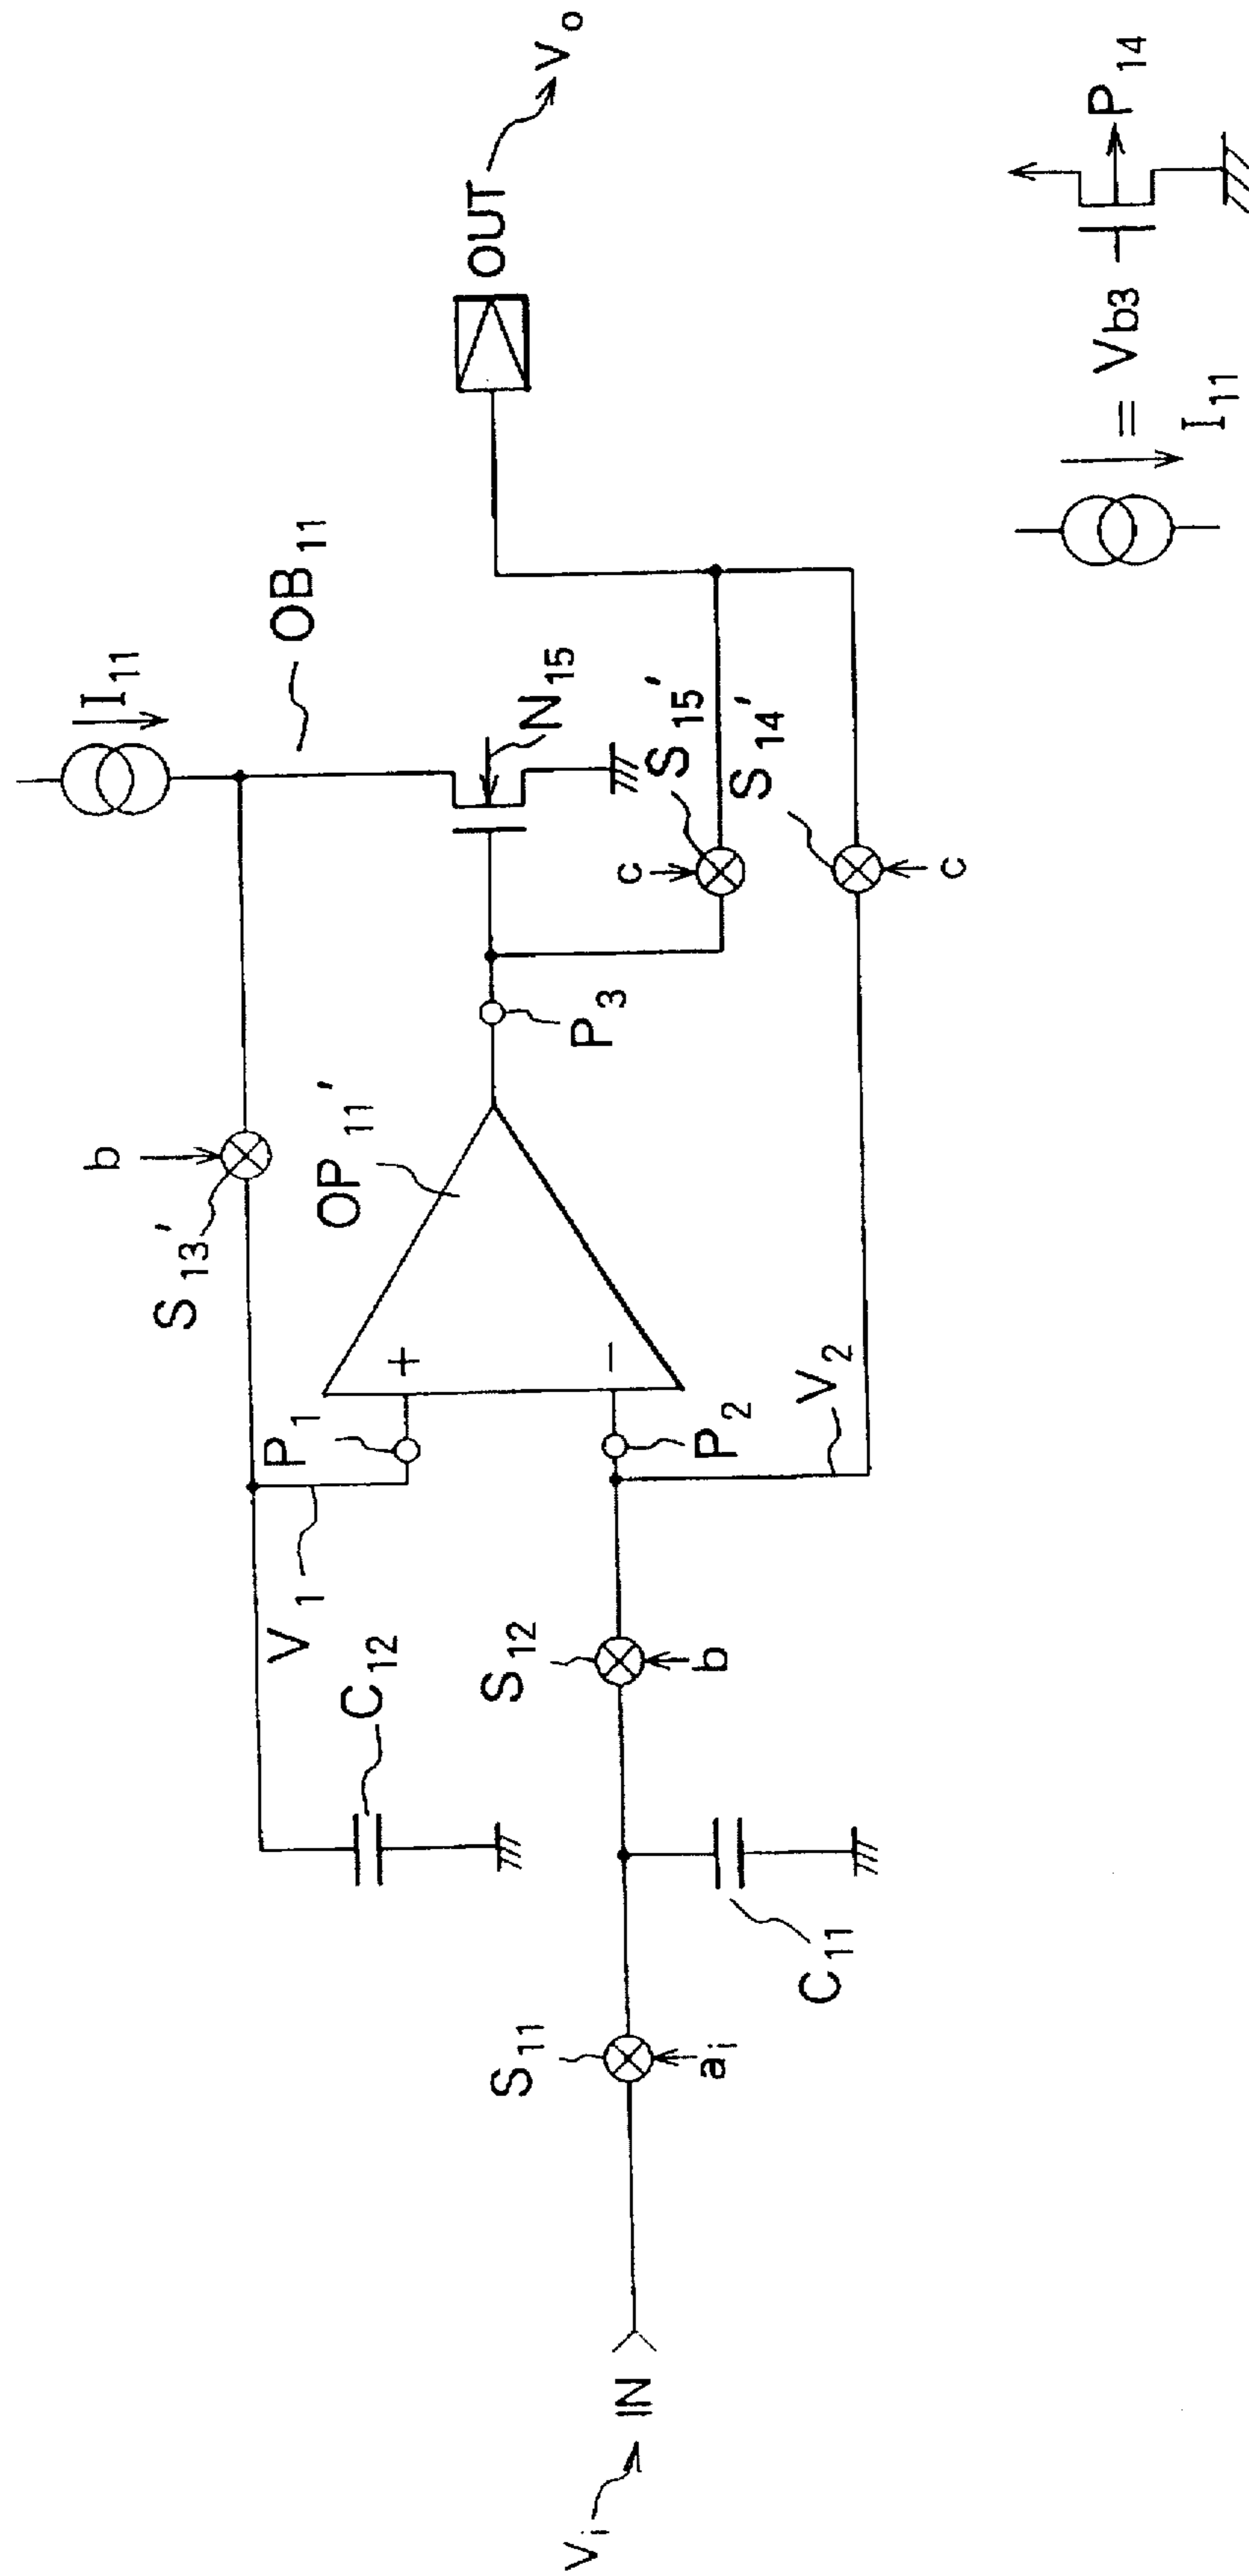 I₁₁
OB₁₁
b
S₁₃'
V₁
C₁₂
P₁
OP₁₁'
+
−
P₃
N₁₅
OUT
Vₒ
S₁₅'
c
S₁₄'
c
Vᵢ
IN
S₁₁
aᵢ
C₁₁
S₁₂
b
P₂
V₂
I₁₁
= Vb3
P₁₄